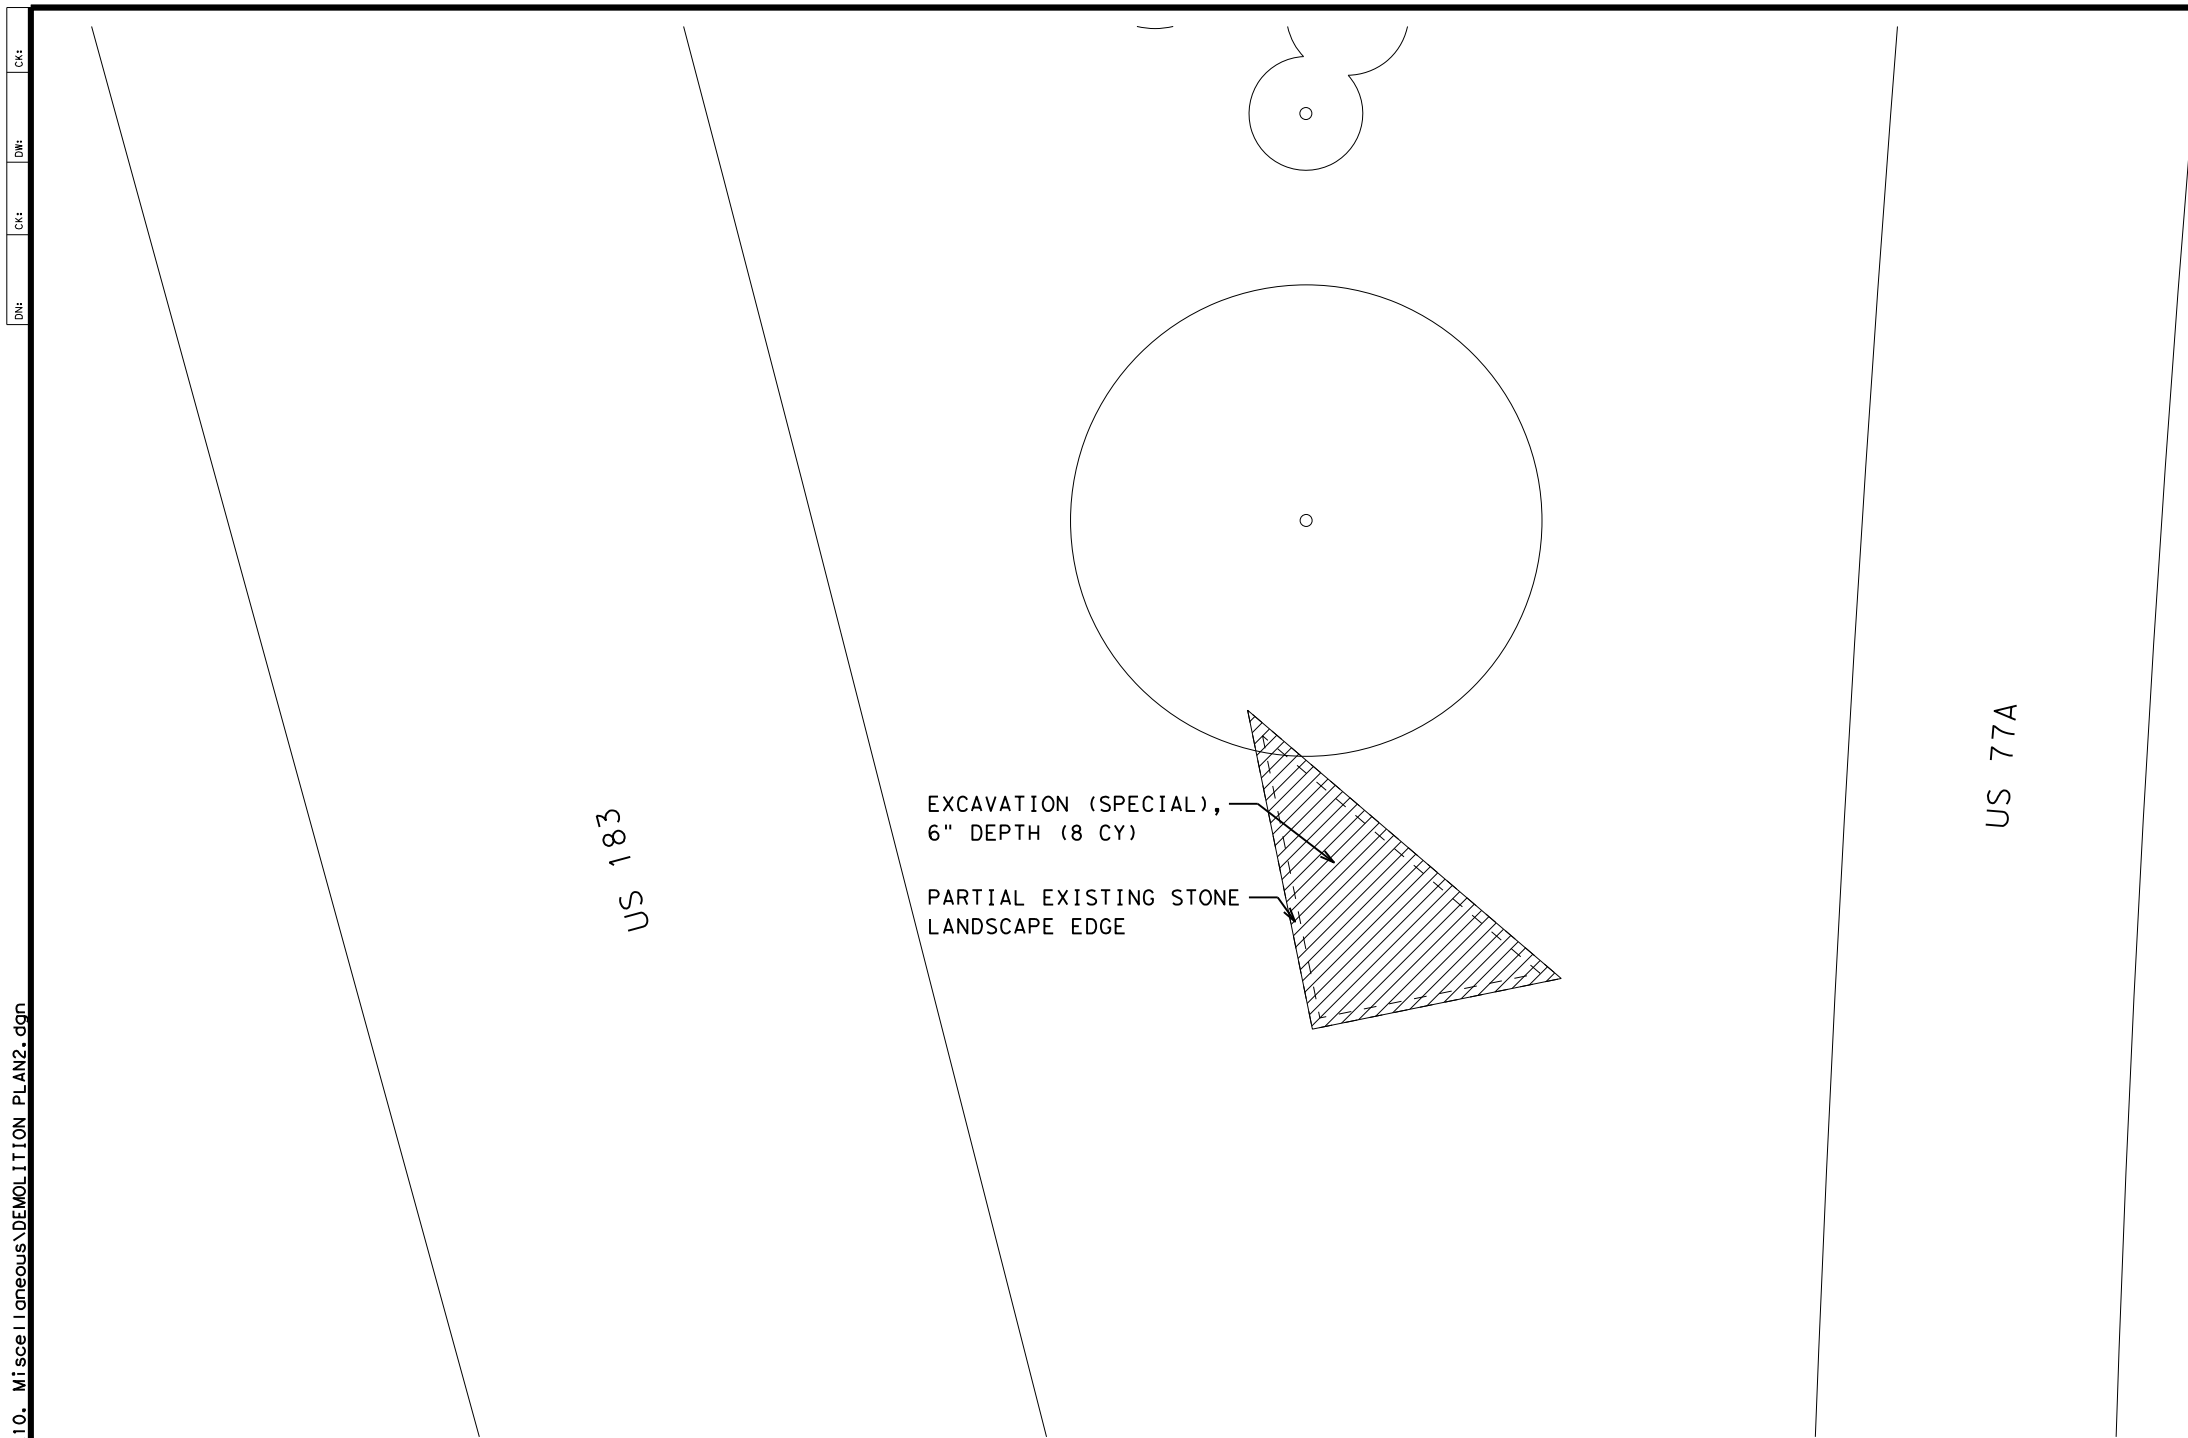 CK:
DW:
CK:
DN:
10. Miscellaneous\DEMOLITION PLAN2.dgn
US 183
EXCAVATION (SPECIAL),
6" DEPTH (8 CY)
PARTIAL EXISTING STONE
LANDSCAPE EDGE
US 77A